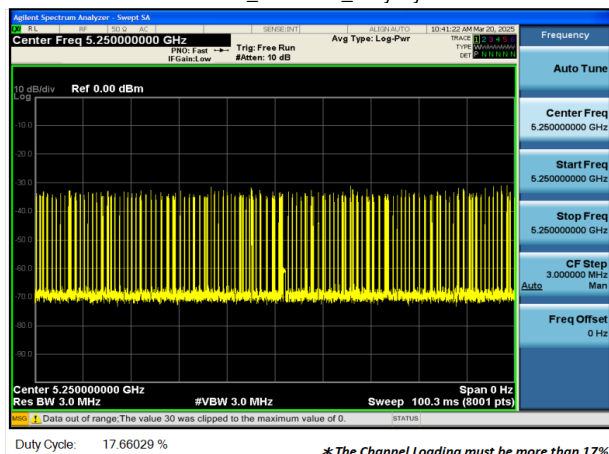 Agilent Spectrum Analyzer - Swept SA
RL RF 50 Ω AC SENSE:INT ALIGN AUTO 10:41:22 AM Mar 20, 2025
Center Freq 5.250000000 GHz
PNO: Fast
IFGain:Low
Trig: Free Run
#Atten: 10 dB
Avg Type: Log-Pwr
TRACE 1 2 3 4 5 6
TYPE
DET P N N N N N
10 dB/div Ref 0.00 dBm
Log
-10.0
-20.0
-30.0
-40.0
-50.0
-60.0
-70.0
-80.0
-90.0
Center 5.250000000 GHz Span 0 Hz
Res BW 3.0 MHz #VBW 3.0 MHz Sweep 100.3 ms (8001 pts)
MSG Data out of range;The value 30 was clipped to the maximum value of 0. STATUS
Frequency
Auto Tune
Center Freq
5.250000000 GHz
Start Freq
5.250000000 GHz
Stop Freq
5.250000000 GHz
CF Step
3.000000 MHz
Auto Man
Freq Offset
0 Hz
Duty Cycle: 17.66029 %
* The Channel Loading must be more than 17%